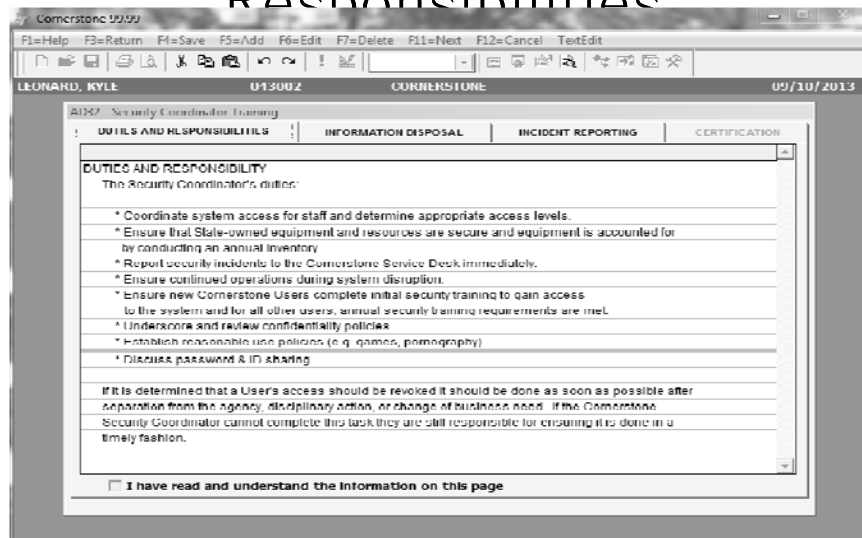 Responsibilities
Cornerstone 99.99
F1=Help F3=Return F4=Save F5=Add F6=Edit F7=Delete F11=Next F12=Cancel TextEdit
LEONARD, KYLE 043002 CORNERSTONE 09/10/2013
AD82 Security Coordinator Training
DUTIES AND RESPONSIBILITIES INFORMATION DISPOSAL INCIDENT REPORTING CERTIFICATION
DUTIES AND RESPONSIBILITY
The Security Coordinator's duties:
* Coordinate system access for staff and determine appropriate access levels.
* Ensure that State-owned equipment and resources are secure and equipment is accounted for
by conducting an annual inventory
* Report security incidents to the Cornerstone Service Desk immediately.
* Ensure continued operations during system disruption.
* Ensure new Cornerstone Users complete initial security training to gain access
to the system and for all other users, annual security training requirements are met.
* Underscore and review confidentiality policies
* Establish reasonable use policies (e.g. games, pornography)
* Discuss password & ID sharing
If it is determined that a User's access should be revoked it should be done as soon as possible after
separation from the agency, disciplinary action, or change of business need. If the Cornerstone
Security Coordinator cannot complete this task they are still responsible for ensuring it is done in a
timely fashion.
I have read and understand the information on this page